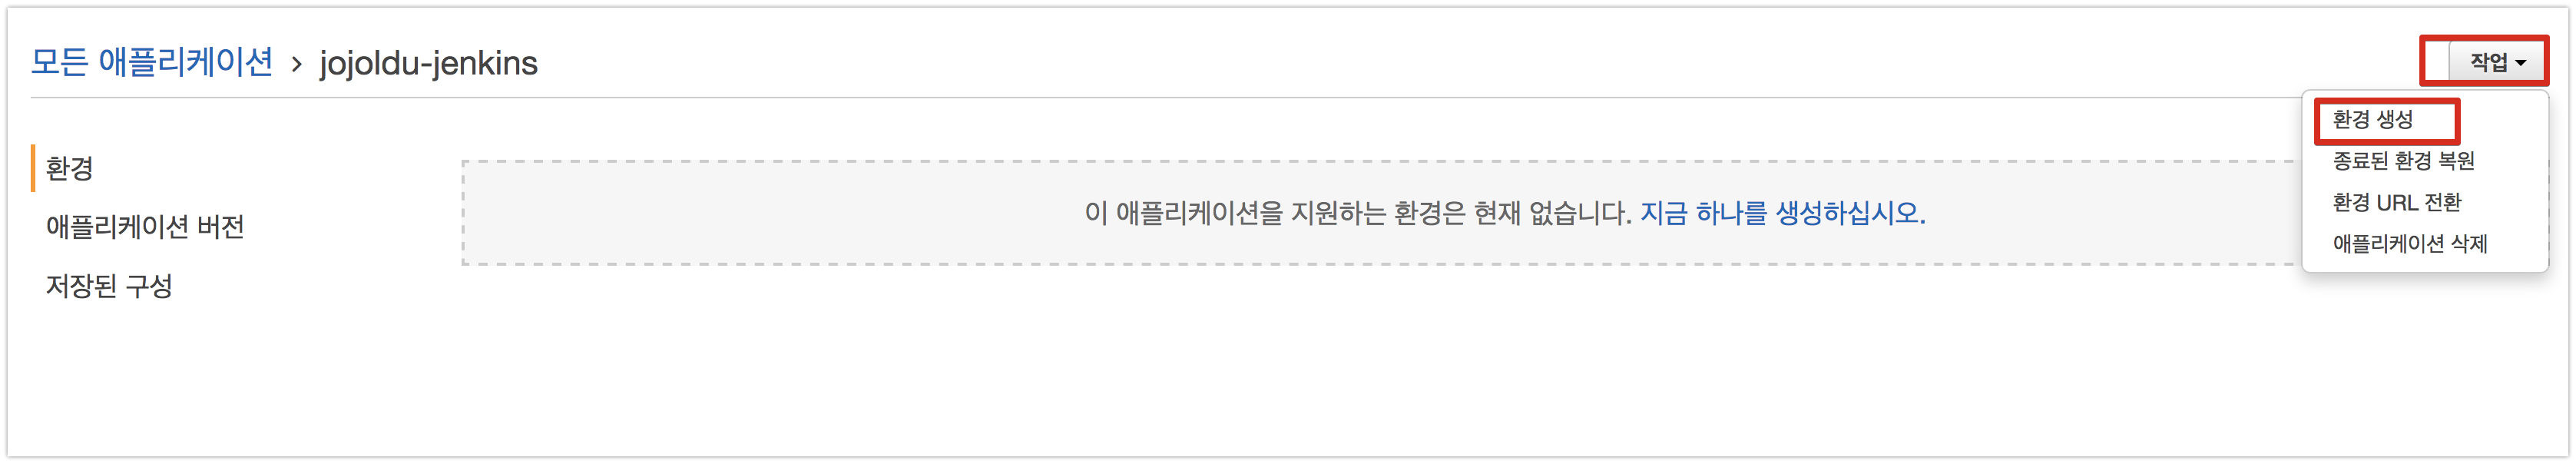 모든 애플리케이션 › jojoldu-jenkins
작업
환경 생성
종료된 환경 복원
환경 URL 전환
애플리케이션 삭제
환경
애플리케이션 버전
저장된 구성
이 애플리케이션을 지원하는 환경은 현재 없습니다. 지금 하나를 생성하십시오.